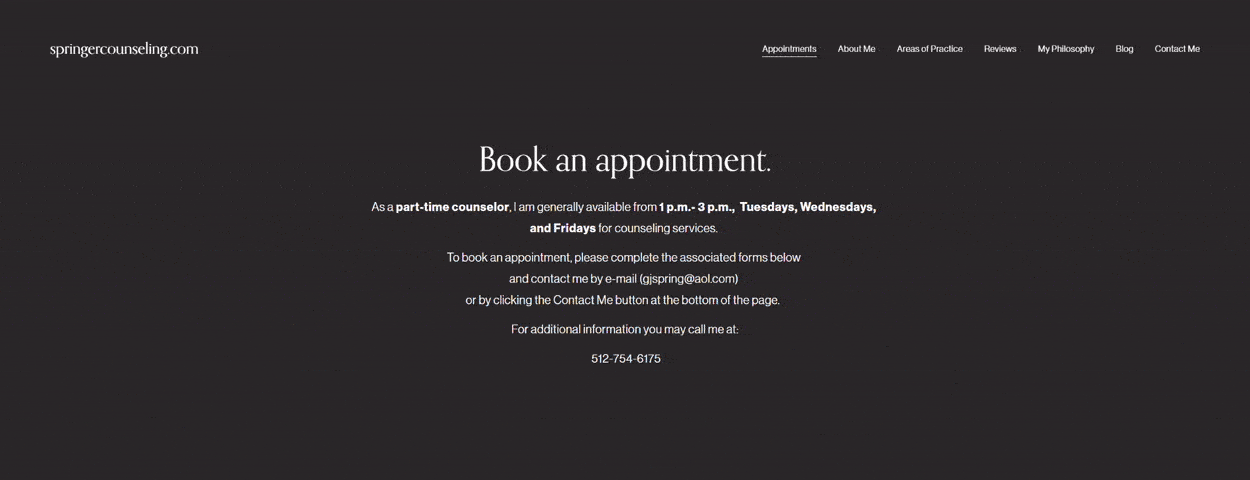 springercounseling.com
Appointments About Me Areas of Practice Reviews My Philosophy Blog Contact Me
Book an appointment.
As a part-time counselor, I am generally available from 1 p.m.- 3 p.m.,  Tuesdays, Wednesdays,
and Fridays for counseling services.
To book an appointment, please complete the associated forms below
and contact me by e-mail (gjspring@aol.com)
or by clicking the Contact Me button at the bottom of the page.
For additional information you may call me at:
512-754-6175